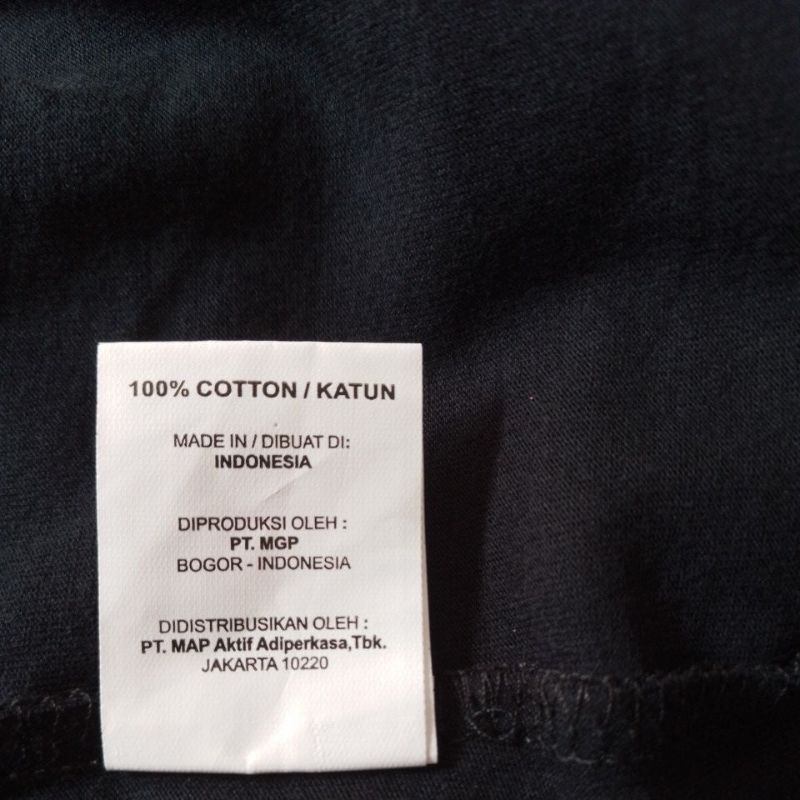 100% COTTON / KATUN
MADE IN / DIBUAT DI:
INDONESIA
DIPRODUKSI OLEH :
PT. MGP
BOGOR - INDONESIA
DIDISTRIBUSIKAN OLEH :
PT. MAP Aktif Adiperkasa,Tbk.
JAKARTA 10220